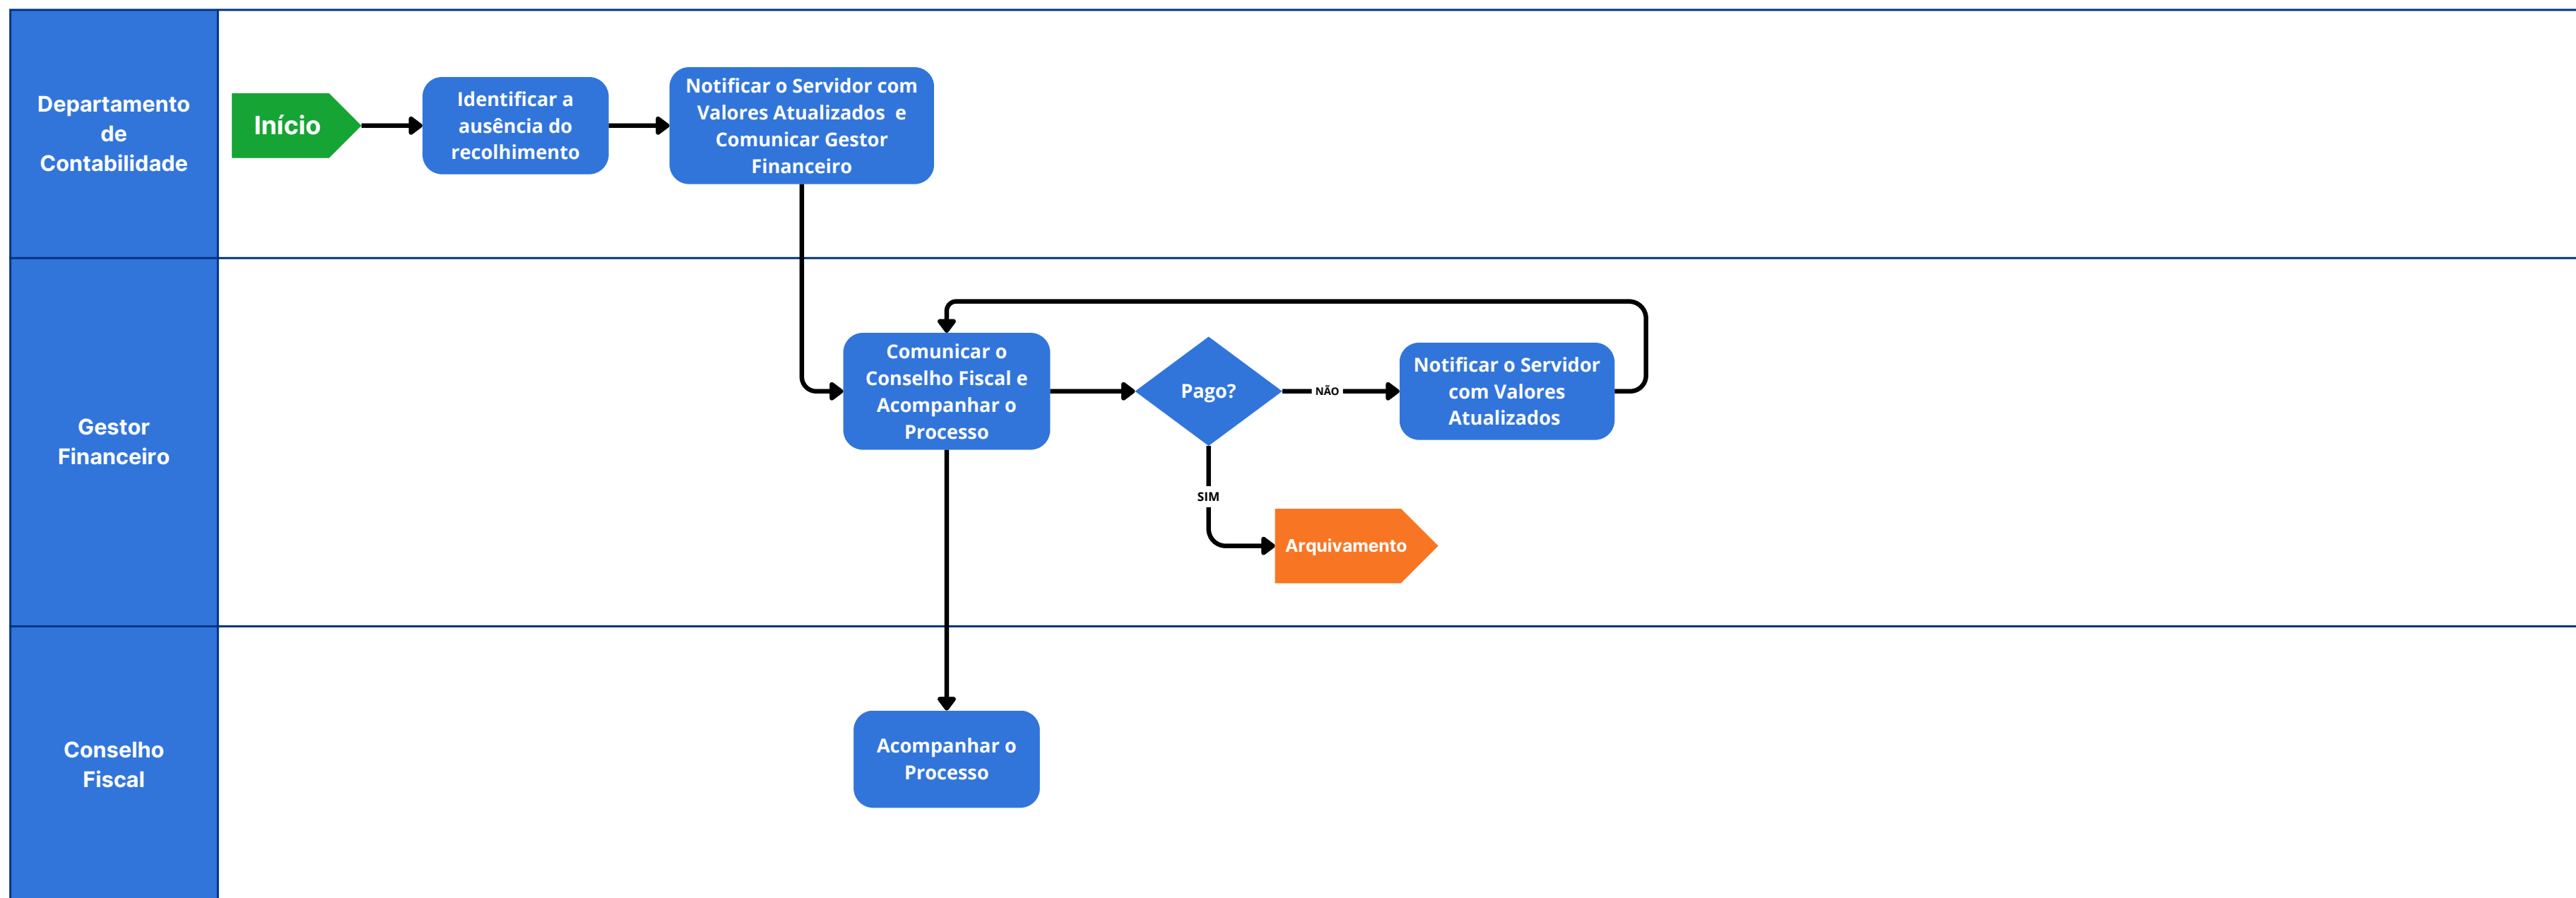 Departamento
de
Contabilidade
Início
Identificar a
ausência do
recolhimento
Notificar o Servidor com
Valores Atualizados  e
Comunicar Gestor
Financeiro
Gestor
Financeiro
Comunicar o
Conselho Fiscal e
Acompanhar o
Processo
Pago?
NÃO
Notificar o Servidor
com Valores
Atualizados
SIM
Arquivamento
Conselho
Fiscal
Acompanhar o
Processo